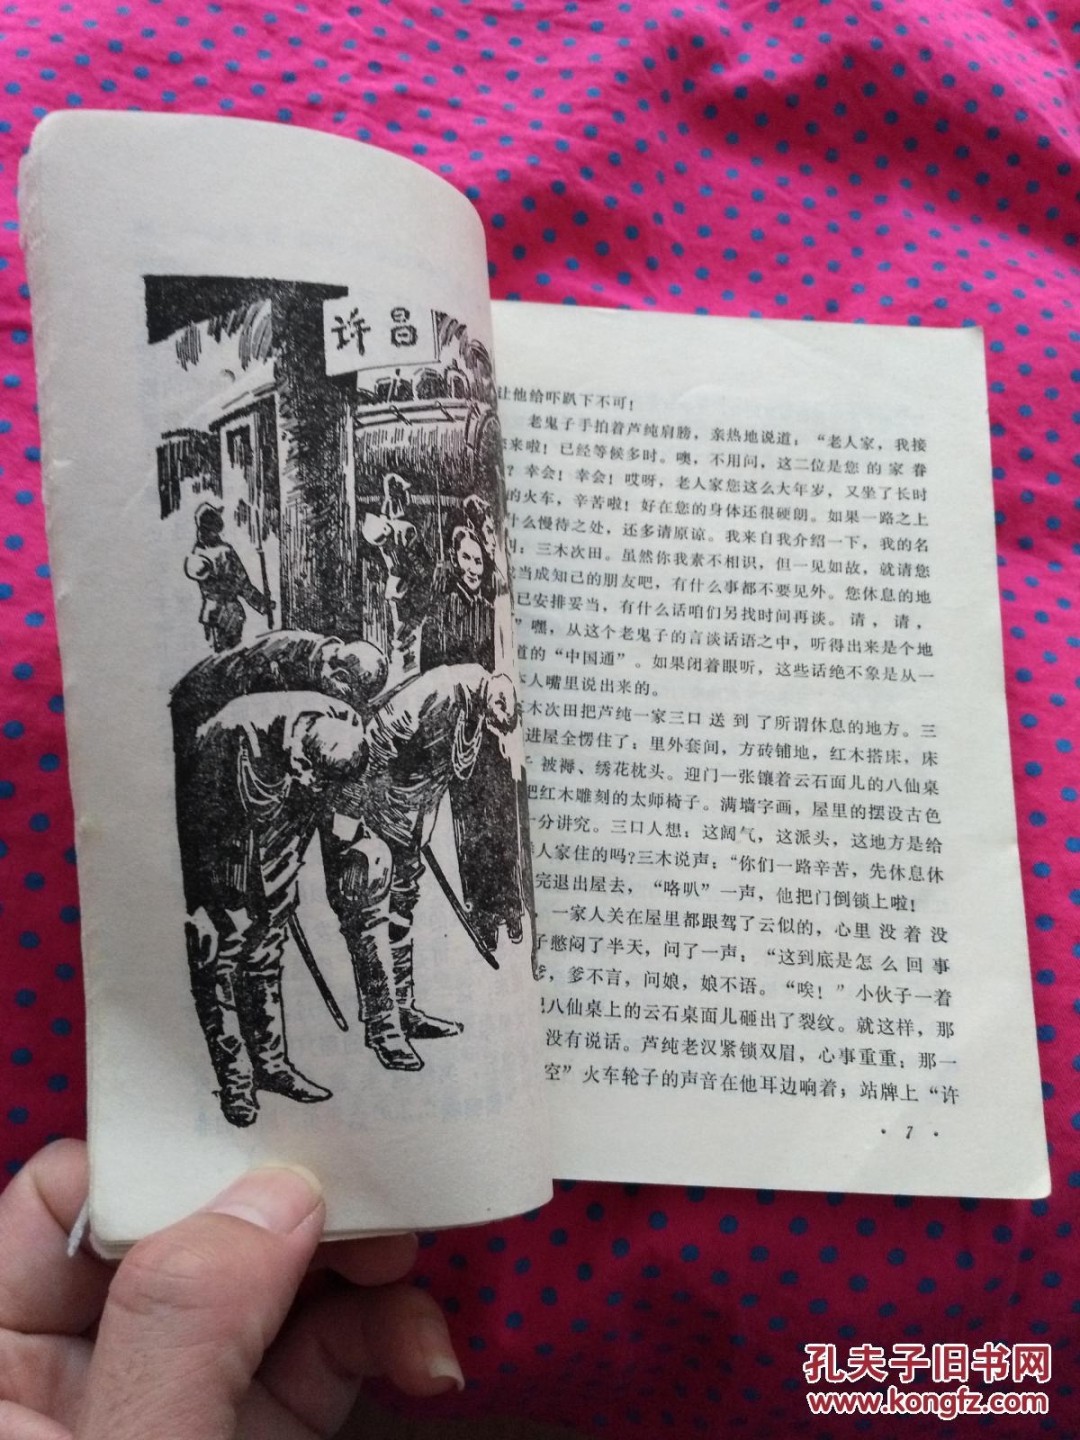 许昌
让他给吓趴下不可！
老鬼子手拍着芦纯肩膀，亲热地说道：“老人家，我接
来啦！已经等候多时。噢，不用问，这二位是您的家眷
？幸会！幸会！哎呀，老人家您这么大年岁，又坐了长时
的火车，辛苦啦！好在您的身体还很硬朗。如果一路之上
什么慢待之处，还多请原谅。我来自我介绍一下，我的名
：三木次田。虽然你我素不相识，但一见如故，就请您
当成知己的朋友吧，有什么事都不要见外。您休息的地
已安排妥当，有什么话咱们另找时间再谈。请，请，
”嘿，从这个老鬼子的言谈话语之中，听得出来是个地
道的“中国通”。如果闭着眼听，这些话绝不象是从一
本人嘴里说出来的。
三木次田把芦纯一家三口送到了所谓休息的地方。三
进屋全愣住了：里外套间，方砖铺地，红木搭床，床
被褥、绣花枕头。迎门一张镶着云石面儿的八仙桌
把红木雕刻的太师椅子。满墙字画，屋里的摆设古色
十分讲究。三口人想：这阔气，这派头，这地方是给
人家住的吗？三木说声：“你们一路辛苦，先休息休
完退出屋去，“咯叭”一声，他把门倒锁上啦！
一家人关在屋里都跟驾了云似的，心里没着没
子憋闷了半天，问了一声：“这到底是怎么回事
爹，爹不言，问娘，娘不语。“唉！”小伙子一着
把八仙桌上的云石桌面儿砸出了裂纹。就这样，那
没有说话。芦纯老汉紧锁双眉，心事重重；那一
空”火车轮子的声音在他耳边响着；站牌上“许
·7·
孔夫子旧书网
www.kongfz.com